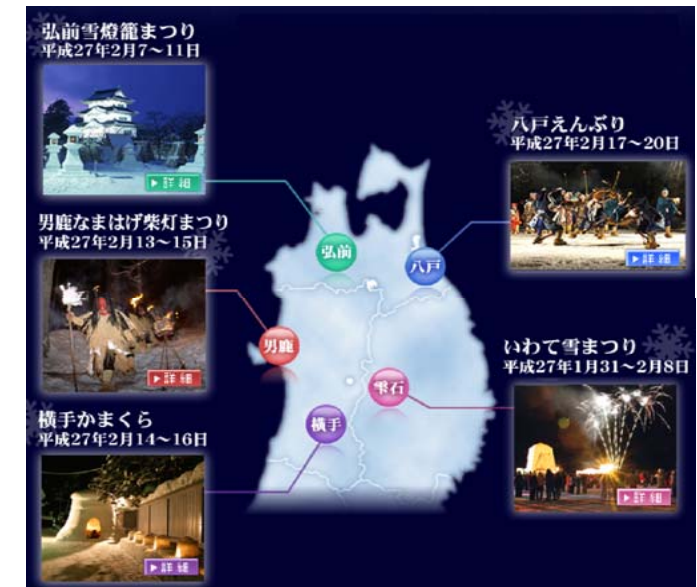 弘前雪燈籠まつり
平成27年2月7～11日
▶詳細
八戸えんぶり
平成27年2月17～20日
▶詳細
男鹿なまはげ柴灯まつり
平成27年2月13～15日
▶詳細
弘前
八戸
男鹿
雫石
横手
いわて雪まつり
平成27年1月31～2月8日
▶詳細
横手かまくら
平成27年2月14～16日
▶詳細